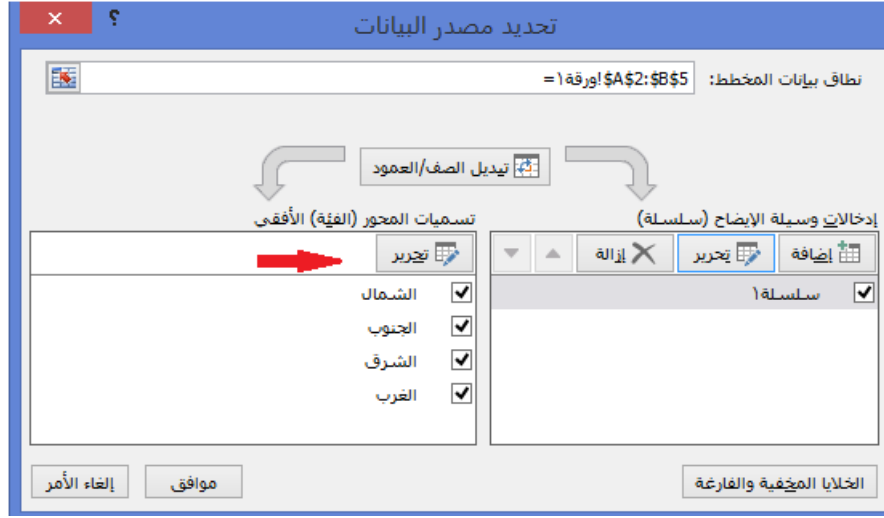 تحديد مصدر البيانات
؟
نطاق بيانات المخطط: =ورقة١!$A$2:$B$5
تبديل الصف/العمود
إدخالات وسيلة الإيضاح (سلسلة)
إضافة تحرير إزالة
سلسلة١
تسميات المحور (الفئة) الأفقي
تحرير
الشمال
الجنوب
الشرق
الغرب
الخلايا المخفية والفارغة موافق إلغاء الأمر